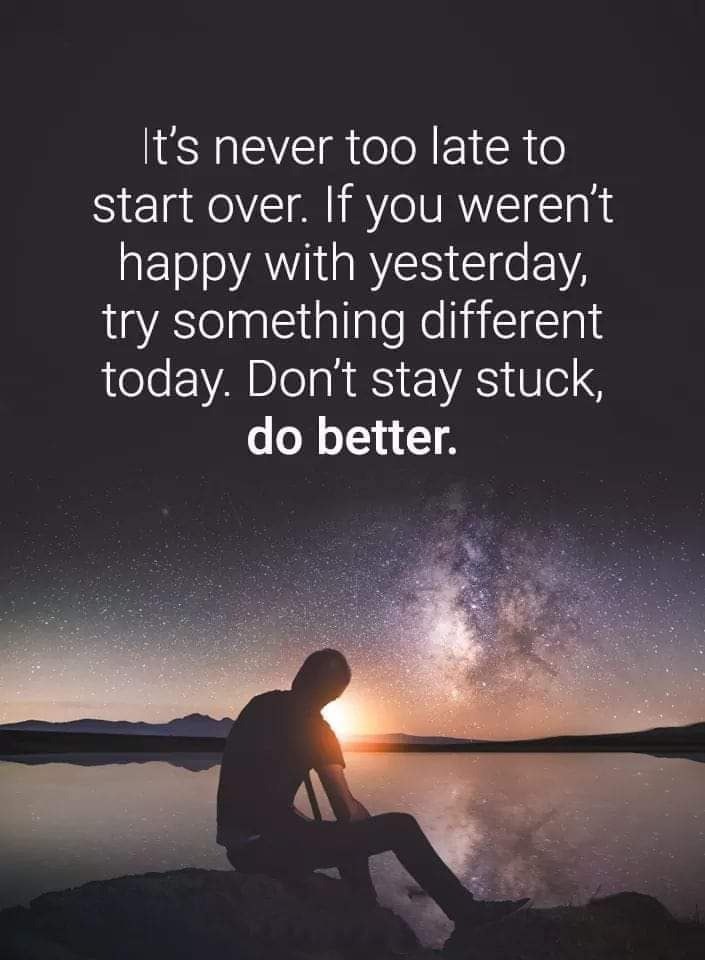 It’s never too late to
start over. If you weren’t
happy with yesterday,
try something different
today. Don’t stay stuck,
do better.